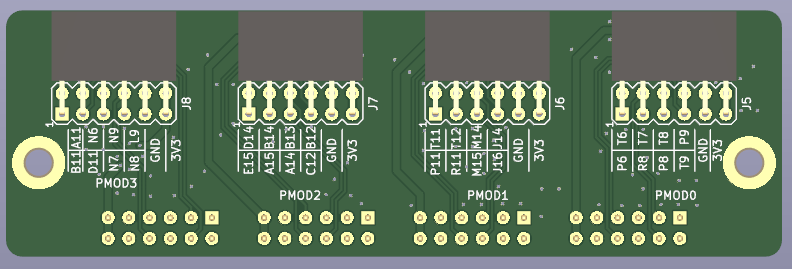 J8
J7
J6
J5
1
1
1
1
B11 A11 N6 N9 L9
D11 N7 N8 GND 3V3
E15 D14 A15 B14 B13 B12
A14 C12 GND 3V3
P11 T11 R11 T12 M15 M14
J16 J14 GND 3V3
T6 T7 T8 P9
P6 R8 P8 T9 GND 3V3
PMOD3
PMOD2
PMOD1
PMOD0